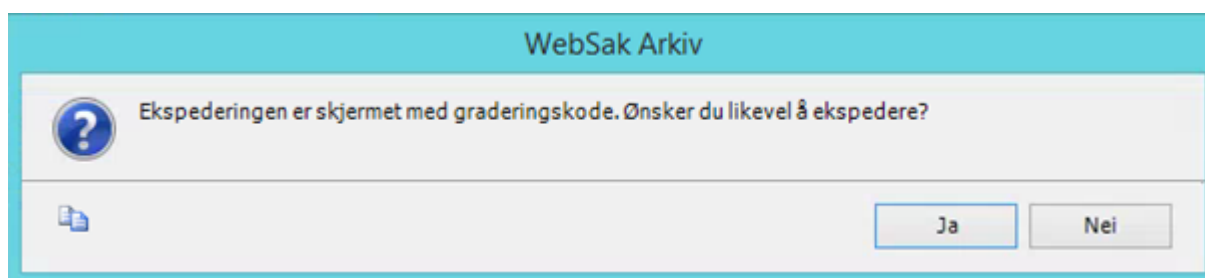 WebSak Arkiv
Ekspederingen er skjermet med graderingskode. Ønsker du likevel å ekspedere?
Ja
Nei